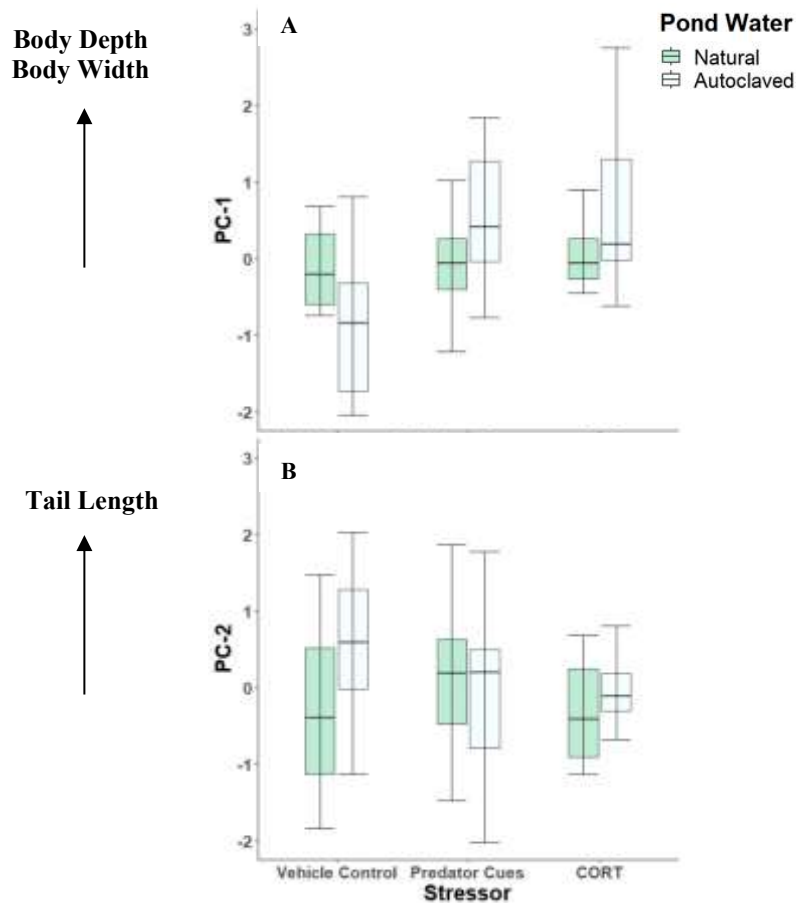 Body Depth
Body Width
A
Pond Water
Natural
Autoclaved
3
2
1
0
-1
-2
PC-1
Tail Length
B
3
2
1
0
-1
-2
PC-2
Vehicle Control Predator Cues CORT
Stressor